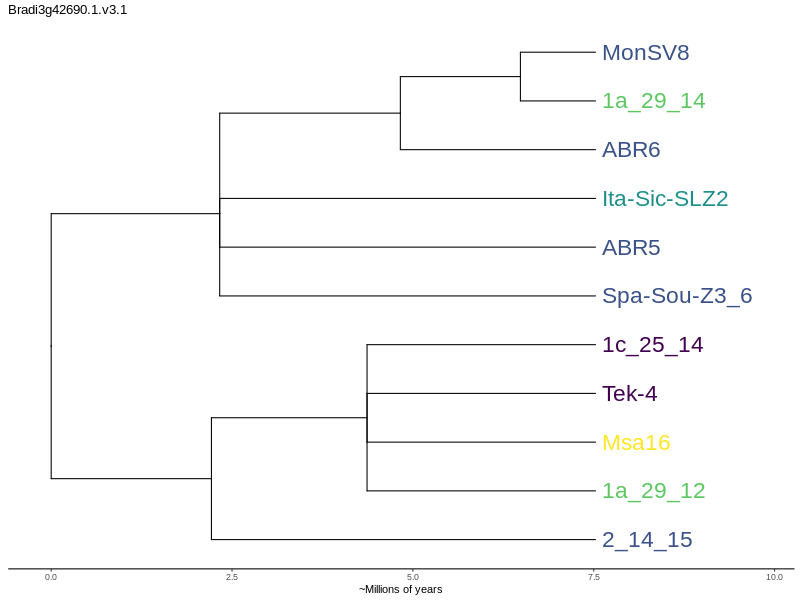 Bradi3g42690.1.v3.1
MonSV8
1a_29_14
ABR6
Ita-Sic-SLZ2
ABR5
Spa-Sou-Z3_6
1c_25_14
Tek-4
Msa16
1a_29_12
2_14_15
0.0 2.5 5.0 7.5 10.0
~Millions of years